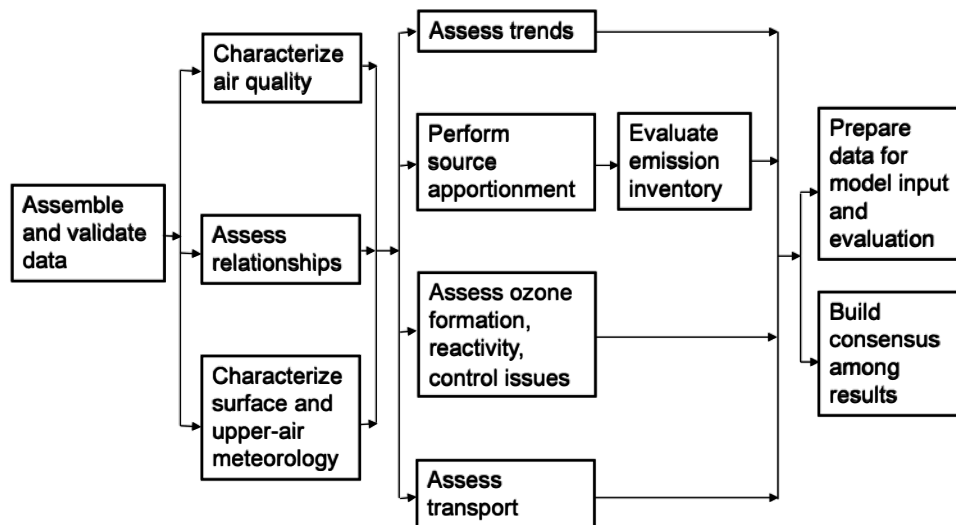 Assemble
and validate
data
Characterize
air quality
Assess
relationships
Characterize
surface and
upper-air
meteorology
Assess trends
Perform
source
apportionment
Evaluate
emission
inventory
Assess ozone
formation,
reactivity,
control issues
Assess
transport
Prepare
data for
model input
and
evaluation
Build
consensus
among
results